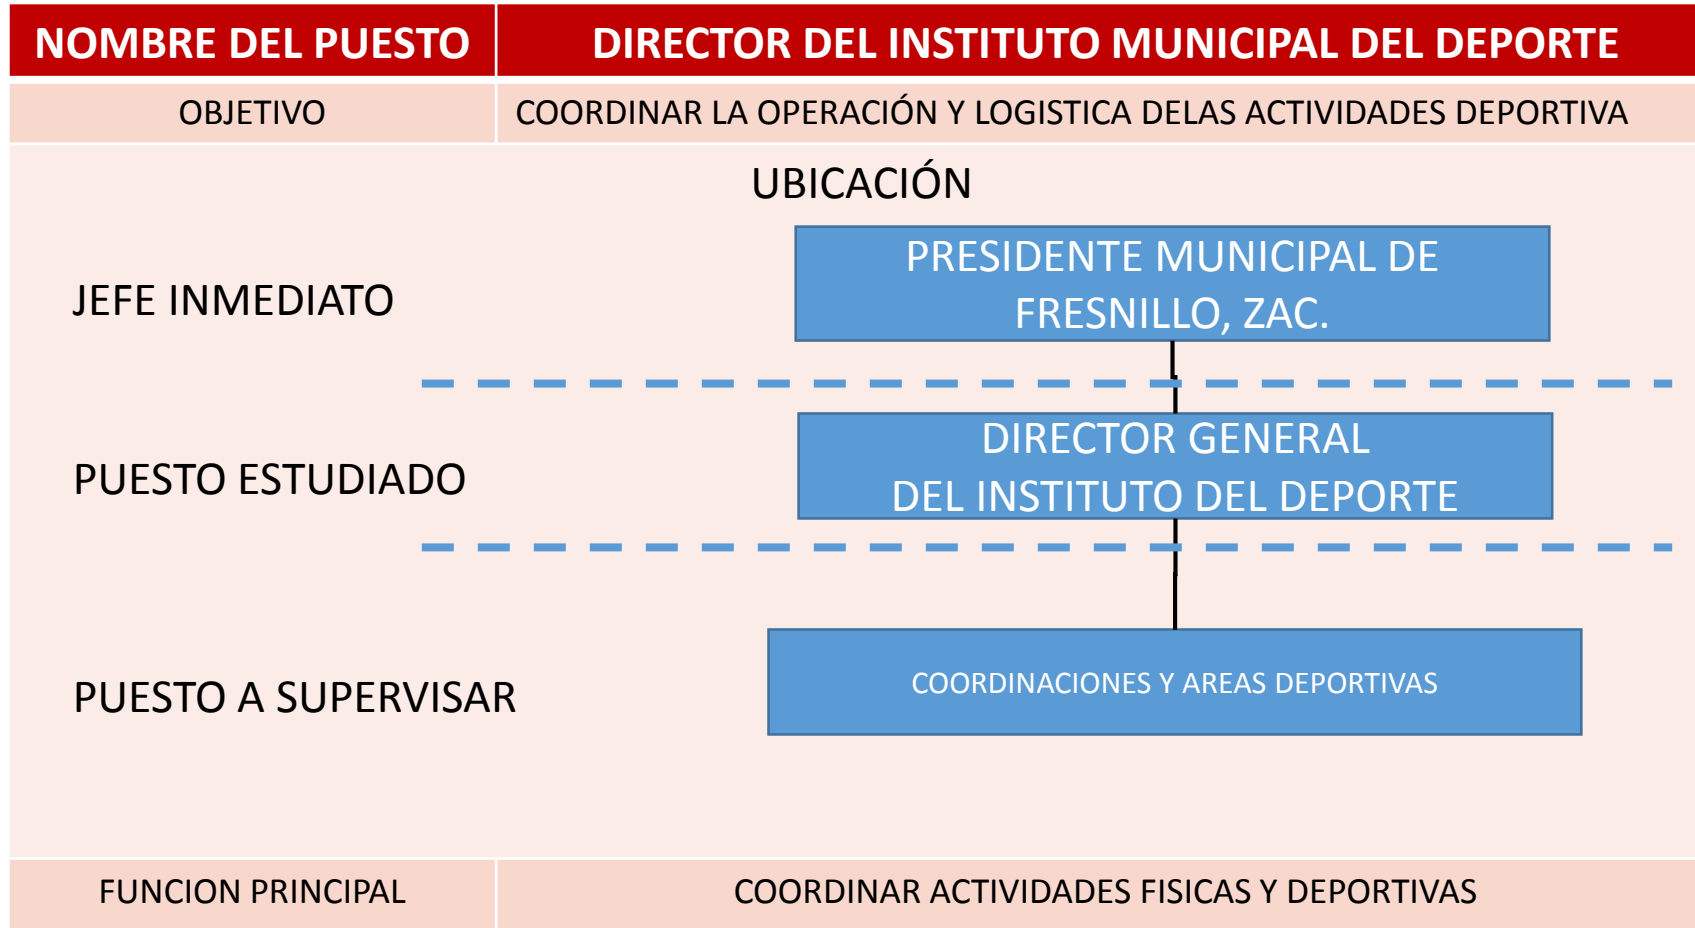 NOMBRE DEL PUESTO
DIRECTOR DEL INSTITUTO MUNICIPAL DEL DEPORTE
OBJETIVO
COORDINAR LA OPERACIÓN Y LOGISTICA DELAS ACTIVIDADES DEPORTIVA
UBICACIÓN
JEFE INMEDIATO
PRESIDENTE MUNICIPAL DE
FRESNILLO, ZAC.
PUESTO ESTUDIADO
DIRECTOR GENERAL
DEL INSTITUTO DEL DEPORTE
PUESTO A SUPERVISAR
COORDINACIONES Y AREAS DEPORTIVAS
FUNCION PRINCIPAL
COORDINAR ACTIVIDADES FISICAS Y DEPORTIVAS